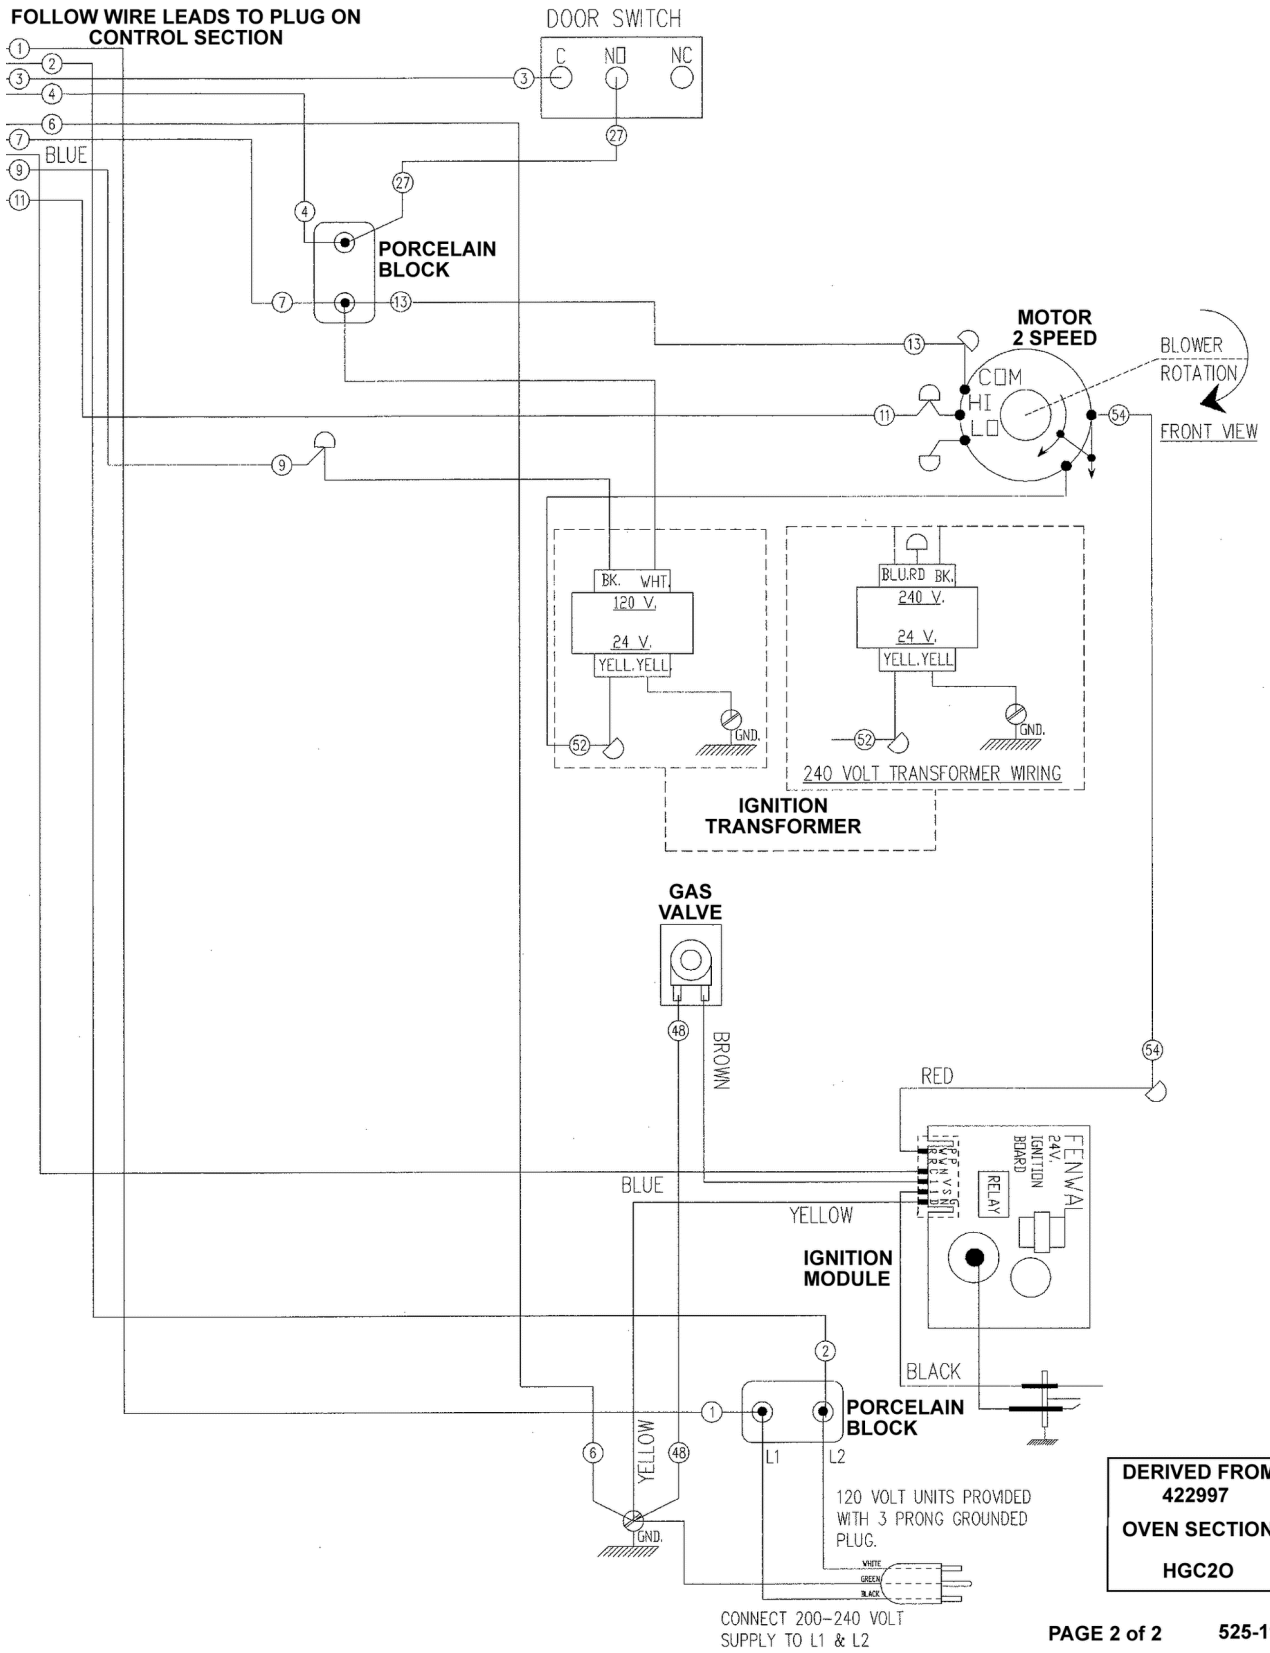 FOLLOW WIRE LEADS TO PLUG ON
CONTROL SECTION
DOOR SWITCH
C NO NC
1
2
3
3
4
6
7
BLUE
9
11
27
27
4
PORCELAIN
BLOCK
7
13
MOTOR
2 SPEED
13
COM
HI
LO
11
54
BLOWER
ROTATION
FRONT VIEW
9
BK. WHT.
120 V.
24 V.
YELL. YELL.
52
GND.
BLU.RD BK.
240 V.
24 V.
YELL. YELL
52
GND.
240 VOLT TRANSFORMER WIRING
IGNITION
TRANSFORMER
GAS
VALVE
48
BROWN
54
RED
FENWAL
24V.
IGNITION
BOARD
RELAY
BLUE
YELLOW
IGNITION
MODULE
2
BLACK
1
PORCELAIN
BLOCK
L1 L2
6
YELLOW
48
GND.
120 VOLT UNITS PROVIDED
WITH 3 PRONG GROUNDED
PLUG.
WHITE
GREEN
BLACK
CONNECT 200-240 VOLT
SUPPLY TO L1 & L2
DERIVED FROM
422997
OVEN SECTION
HGC2O
PAGE 2 of 2 525-1